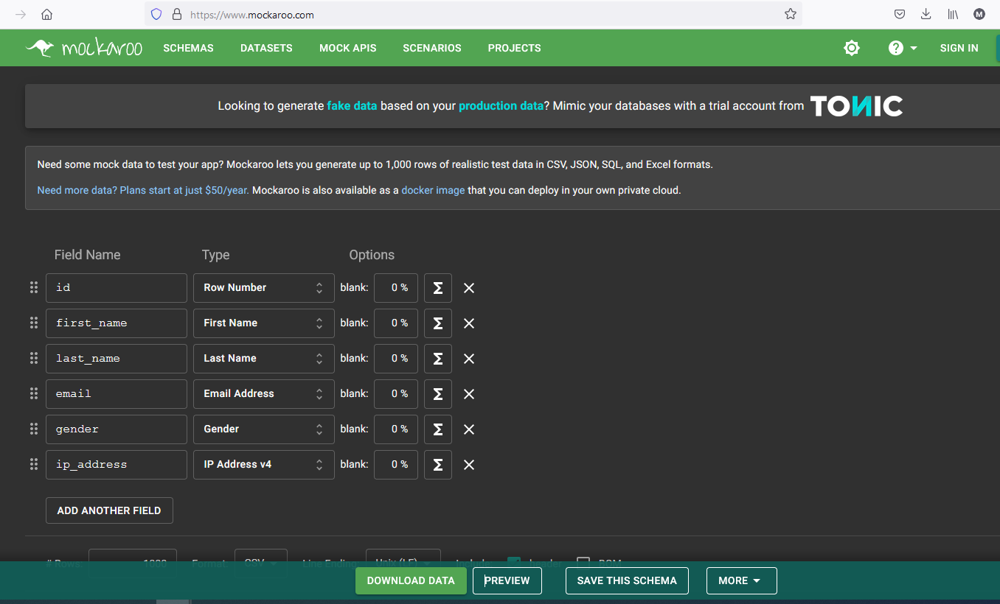 https://www.mockaroo.com
M
mockaroo SCHEMAS DATASETS MOCK APIS SCENARIOS PROJECTS ? SIGN IN
Looking to generate fake data based on your production data? Mimic your databases with a trial account from TONIC
Need some mock data to test your app? Mockaroo lets you generate up to 1,000 rows of realistic test data in CSV, JSON, SQL, and Excel formats.
Need more data? Plans start at just $50/year. Mockaroo is also available as a docker image that you can deploy in your own private cloud.
Field Name Type Options
id Row Number blank: 0 % Σ
first_name First Name blank: 0 % Σ
last_name Last Name blank: 0 % Σ
email Email Address blank: 0 % Σ
gender Gender blank: 0 % Σ
ip_address IP Address v4 blank: 0 % Σ
ADD ANOTHER FIELD
# Rows: 1000 Format: CSV Line Ending: Unix (LF) Include: header BOM
DOWNLOAD DATA PREVIEW SAVE THIS SCHEMA MORE